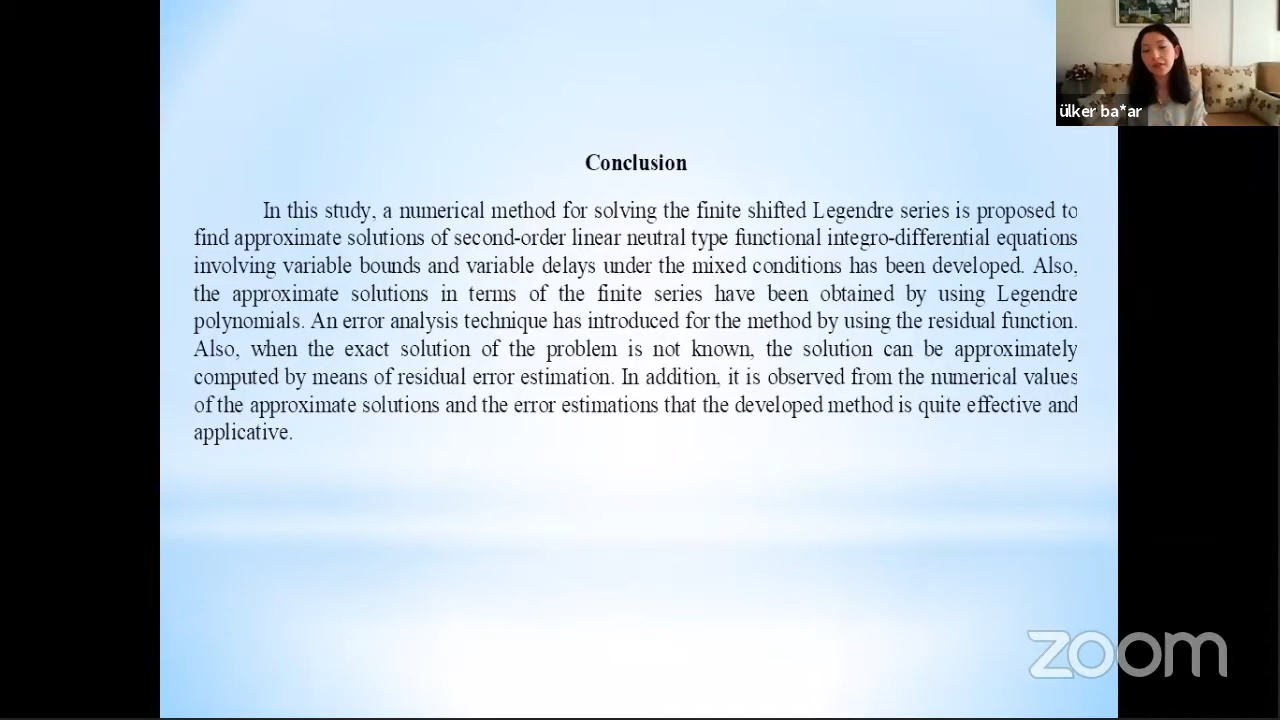 Conclusion
In this study, a numerical method for solving the finite shifted Legendre series is proposed to
find approximate solutions of second-order linear neutral type functional integro-differential equations
involving variable bounds and variable delays under the mixed conditions has been developed. Also,
the approximate solutions in terms of the finite series have been obtained by using Legendre
polynomials. An error analysis technique has introduced for the method by using the residual function.
Also, when the exact solution of the problem is not known, the solution can be approximately
computed by means of residual error estimation. In addition, it is observed from the numerical values
of the approximate solutions and the error estimations that the developed method is quite effective and
applicative.
ülker ba*ar
zoom